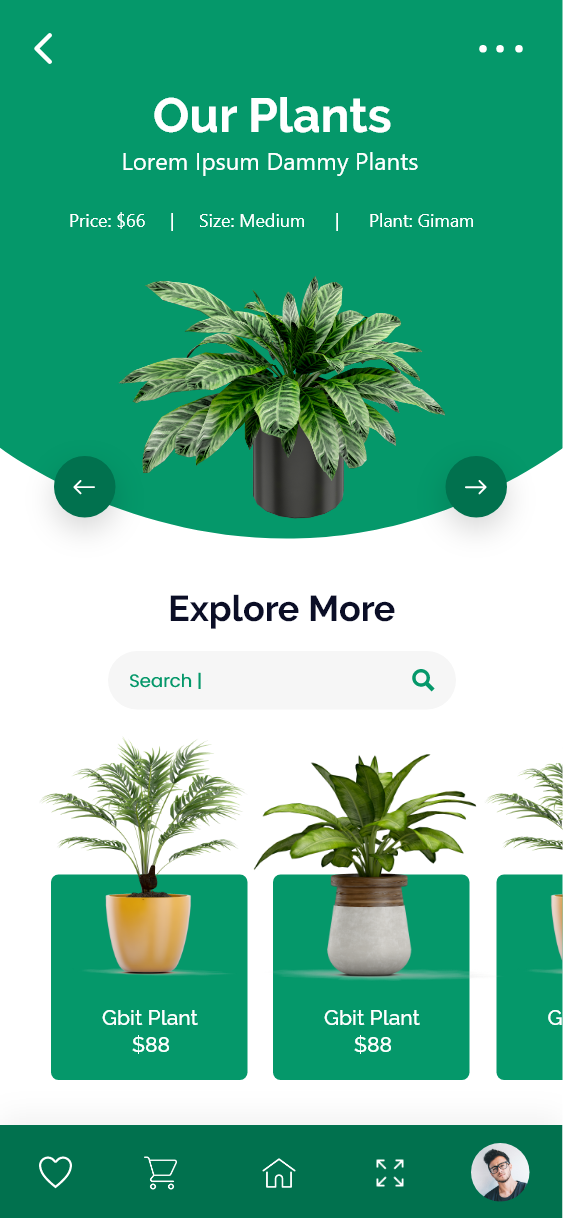 Our Plants
Lorem Ipsum Dammy Plants
Price: $66 | Size: Medium | Plant: Gimam
Explore More
Search |
Gbit Plant Gbit Plant G
$88 $88